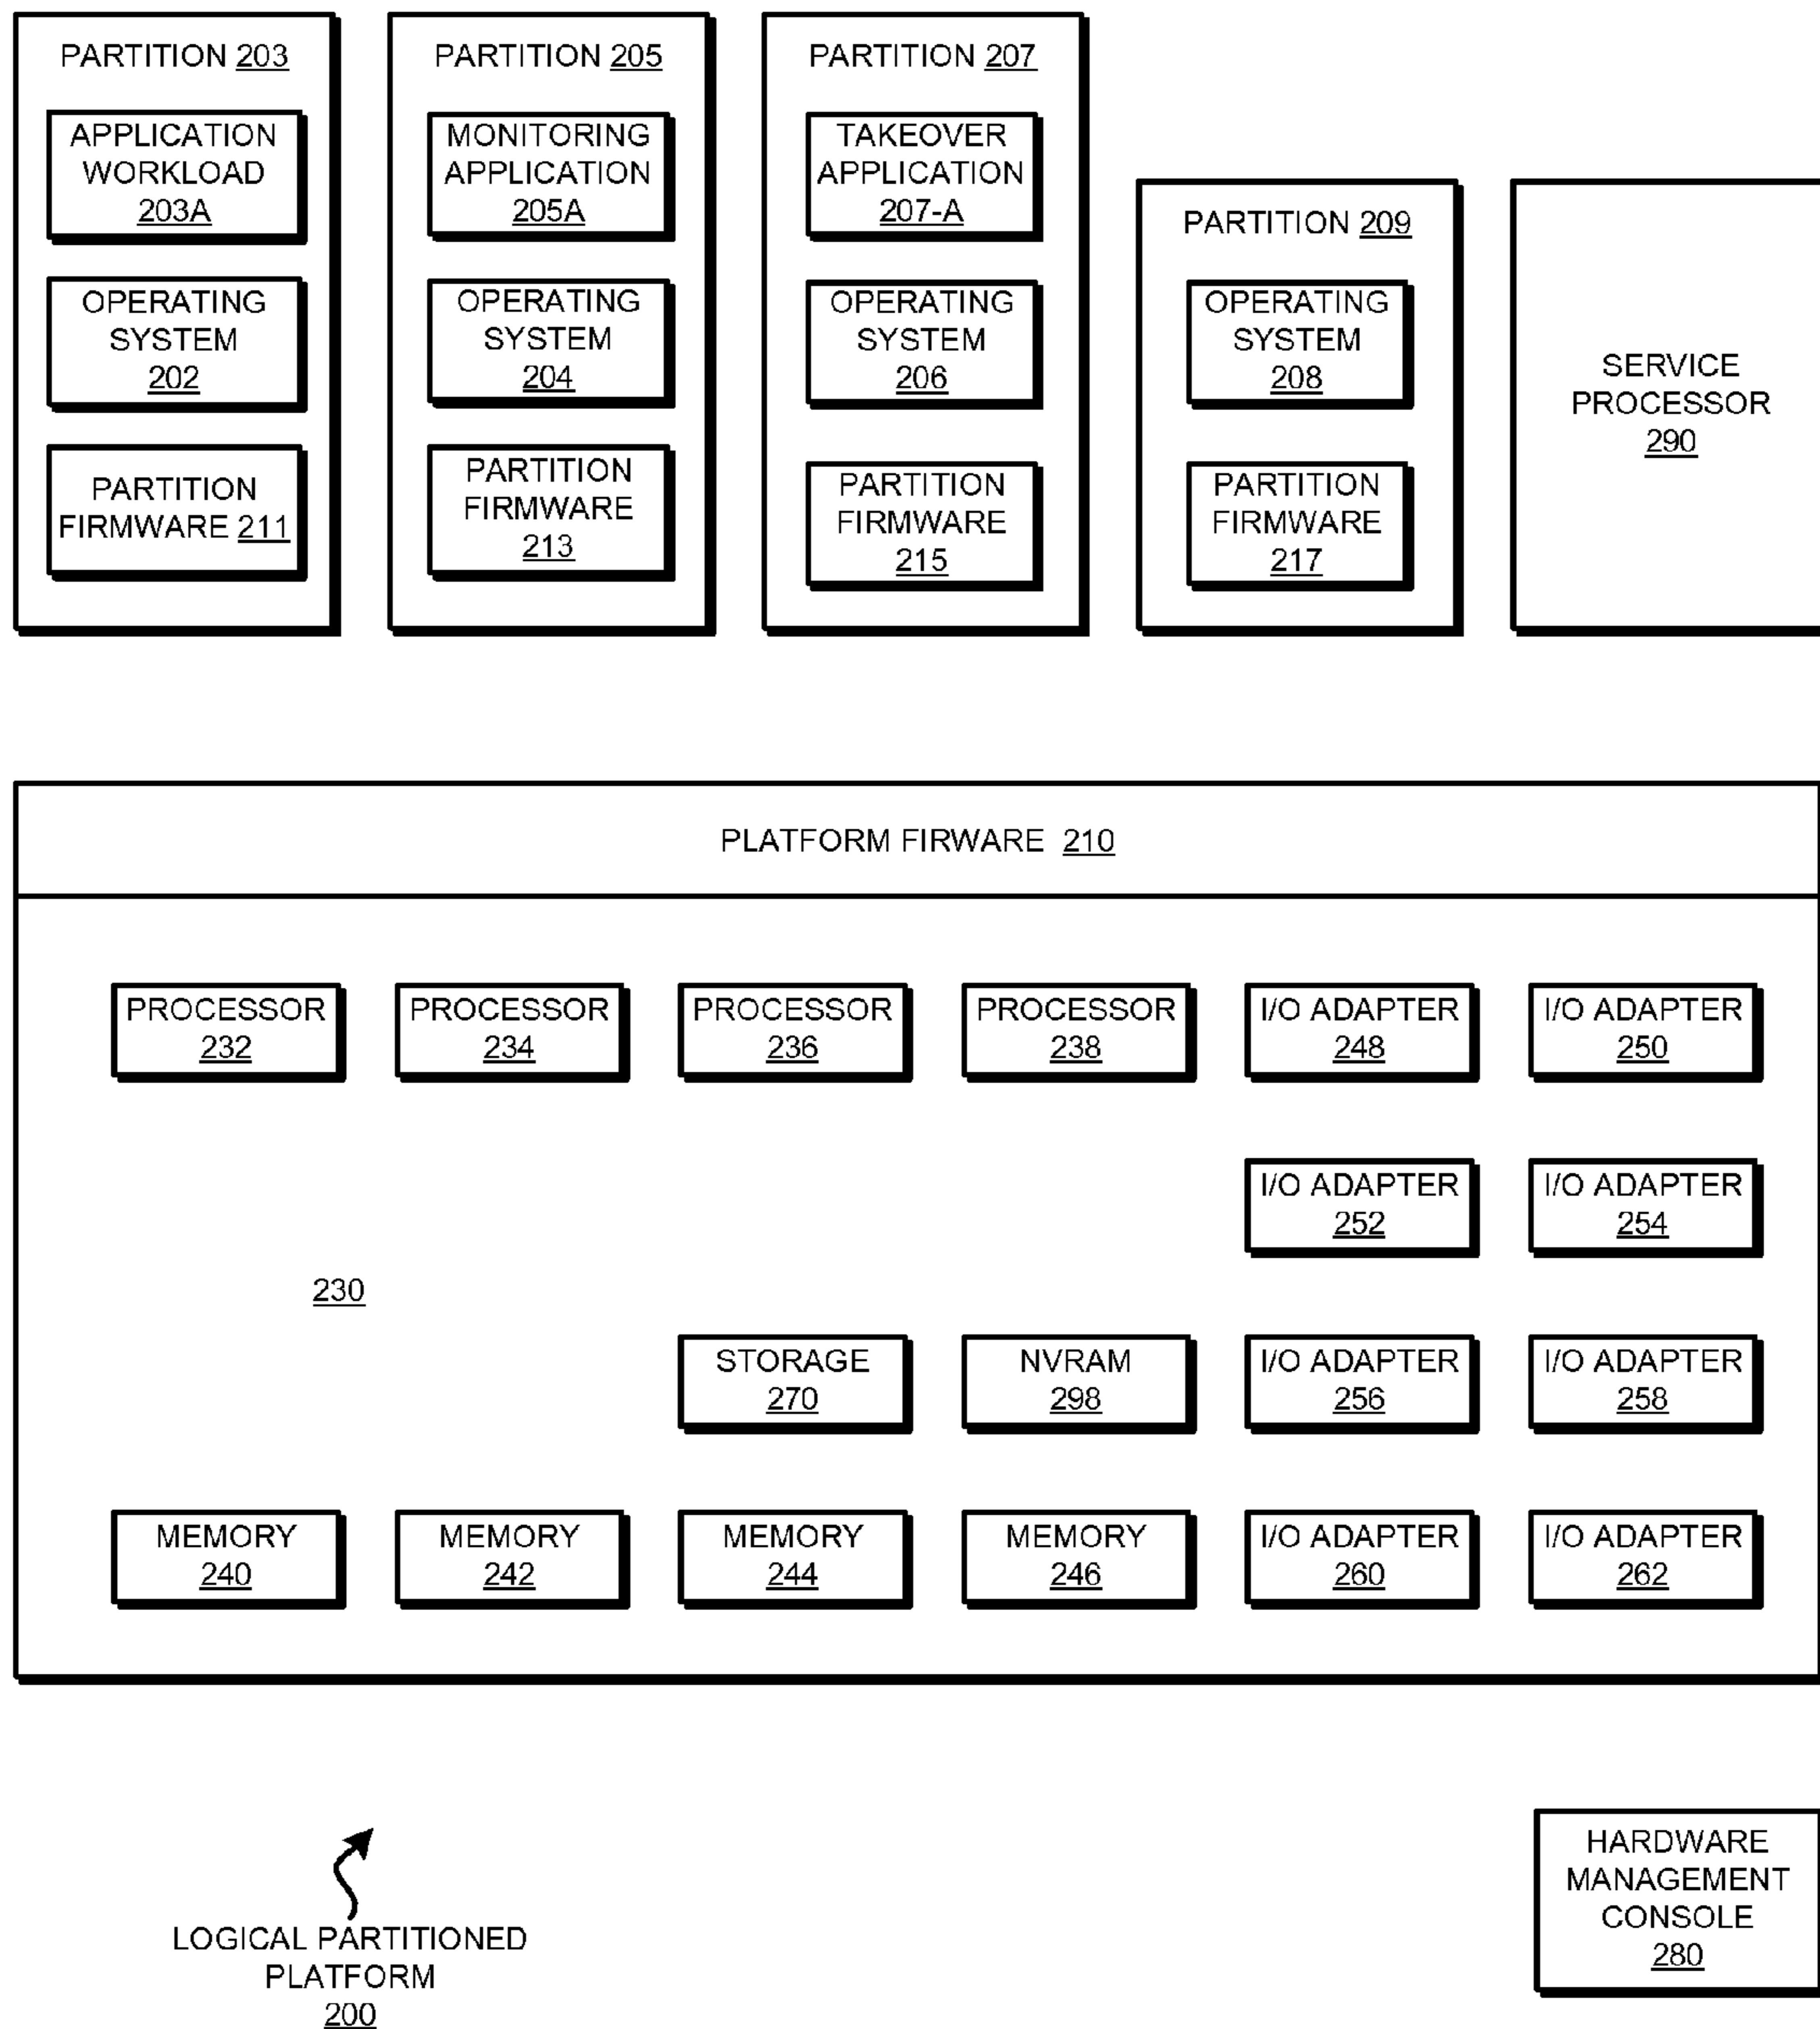 PARTITION 203
APPLICATION
WORKLOAD
203A
OPERATING
SYSTEM
202
PARTITION
FIRMWARE 211
PARTITION 205
MONITORING
APPLICATION
205A
OPERATING
SYSTEM
204
PARTITION
FIRMWARE
213
PARTITION 207
TAKEOVER
APPLICATION
207-A
OPERATING
SYSTEM
206
PARTITION
FIRMWARE
215
PARTITION 209
OPERATING
SYSTEM
208
PARTITION
FIRMWARE
217
SERVICE
PROCESSOR
290
PLATFORM FIRWARE 210
PROCESSOR
232
PROCESSOR
234
PROCESSOR
236
PROCESSOR
238
I/O ADAPTER
248
I/O ADAPTER
250
I/O ADAPTER
252
I/O ADAPTER
254
230
STORAGE
270
NVRAM
298
I/O ADAPTER
256
I/O ADAPTER
258
MEMORY
240
MEMORY
242
MEMORY
244
MEMORY
246
I/O ADAPTER
260
I/O ADAPTER
262
LOGICAL PARTITIONED
PLATFORM
200
HARDWARE
MANAGEMENT
CONSOLE
280